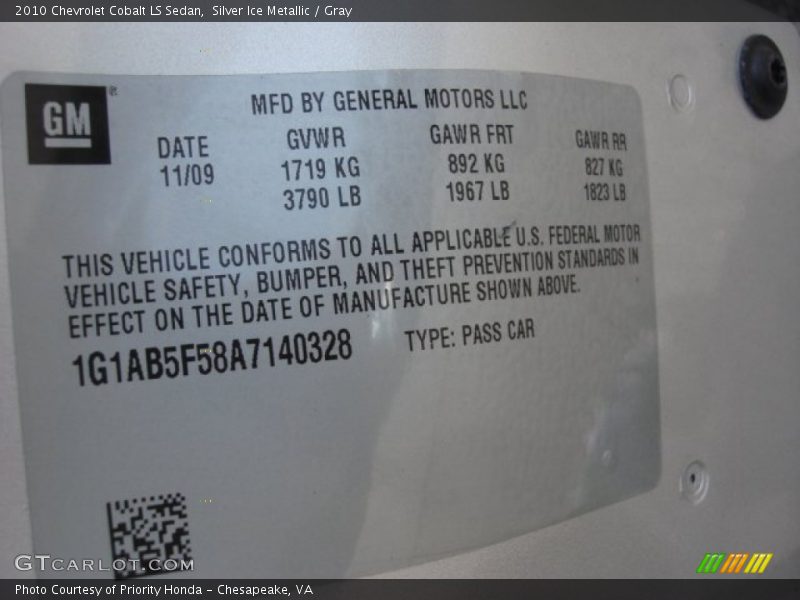 2010 Chevrolet Cobalt LS Sedan, Silver Ice Metallic / Gray
GM®
MFD BY GENERAL MOTORS LLC
DATE GVWR GAWR FRT GAWR RR
11/09 1719 KG 892 KG 827 KG
3790 LB 1967 LB 1823 LB
THIS VEHICLE CONFORMS TO ALL APPLICABLE U.S. FEDERAL MOTOR
VEHICLE SAFETY, BUMPER, AND THEFT PREVENTION STANDARDS IN
EFFECT ON THE DATE OF MANUFACTURE SHOWN ABOVE.
1G1AB5F58A7140328 TYPE: PASS CAR
GTCARLOT.COM
Photo Courtesy of Priority Honda - Chesapeake, VA